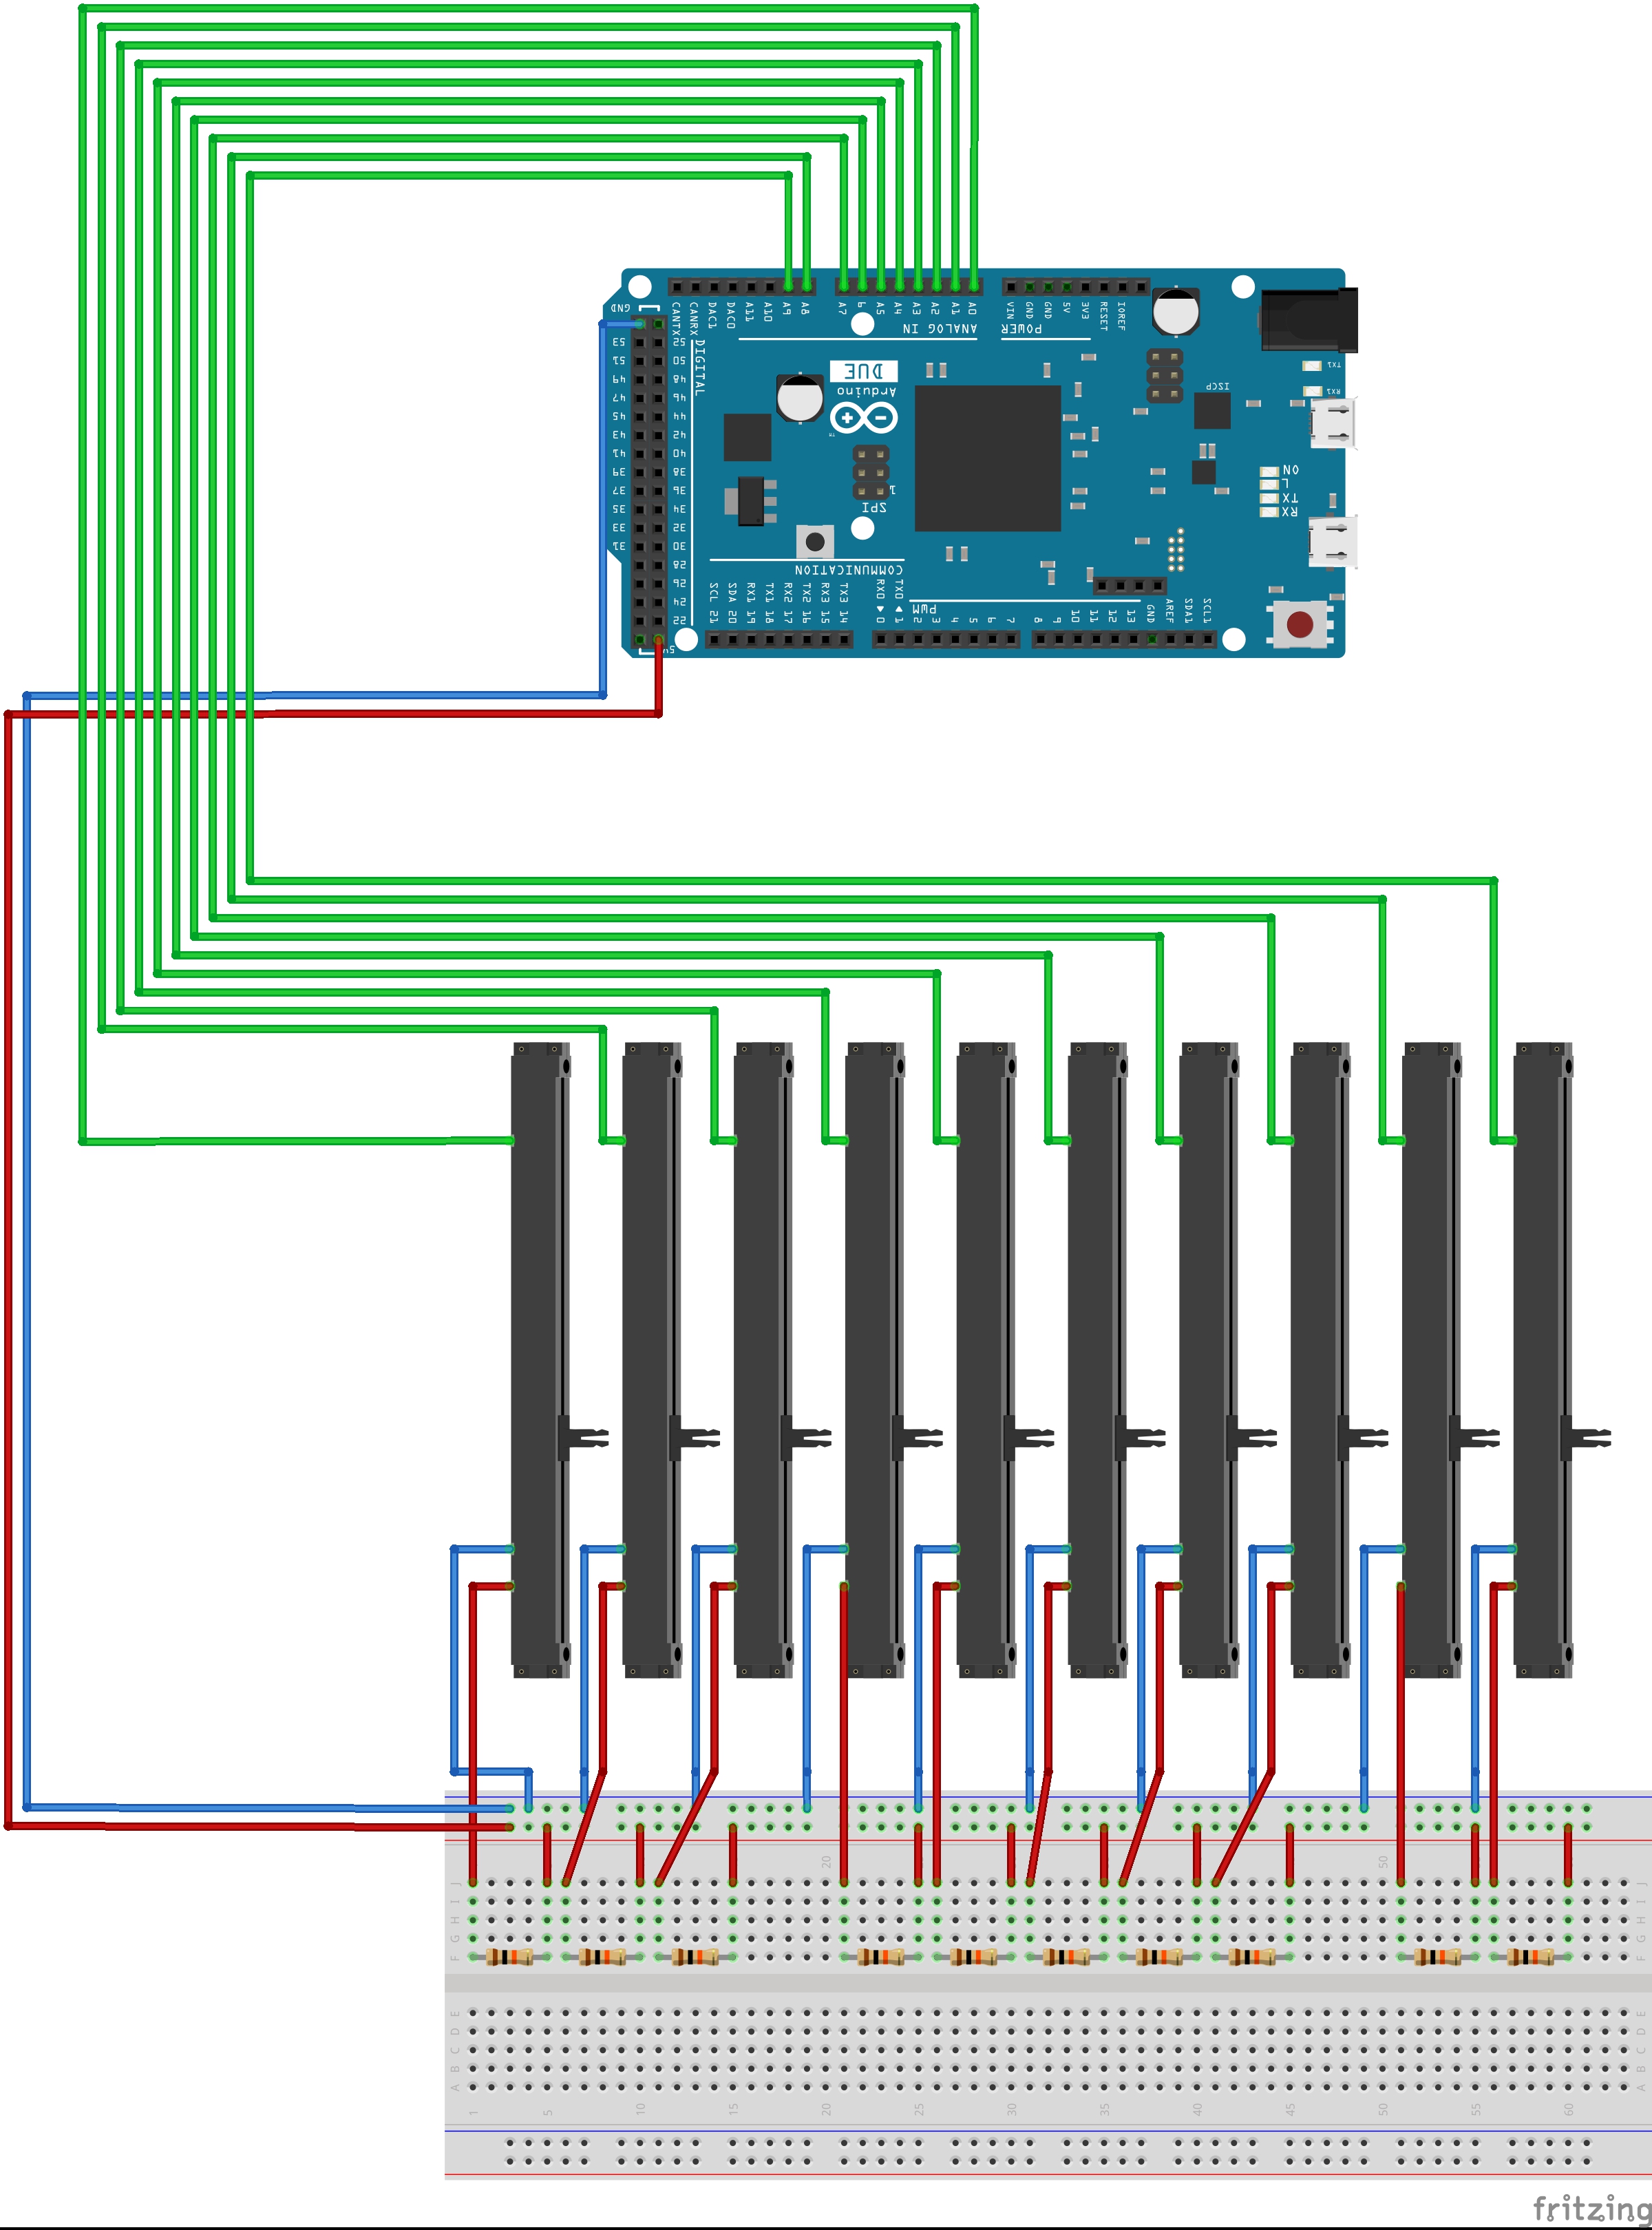 GND
CANTX
CANRX
DAC1
DAC0
A11
A10
A9
A8
A7
A6
A5
A4
A3
A2
A1
A0
VIN
GND
GND
5V
3V3
RESET
IOREF
ANALOG IN
POWER
DIGITAL
53 52
51 50
49 48
47 46
45 44
43 42
41 40
39 38
37 36
35 34
33 32
31 30
28
26
24
22
5V
DUE
Arduino
ICSP
TX1
RX1
ON
L
TX
RX
1
SPI
COMMUNICATION
SCL 21
SDA 20
RX1 19
TX1 18
RX2 17
TX2 16
RX3 15
TX3 14
RX0 0
TX0 1
PWM
2
3
4
5
6
7
8
9
10
11
12
13
GND
AREF
SDA1
SCL1
20
50
J J
I I
H H
G G
F F
E E
D D
C C
B B
A A
1 5 10 15 20 25 30 35 40 45 50 55 60
fritzing